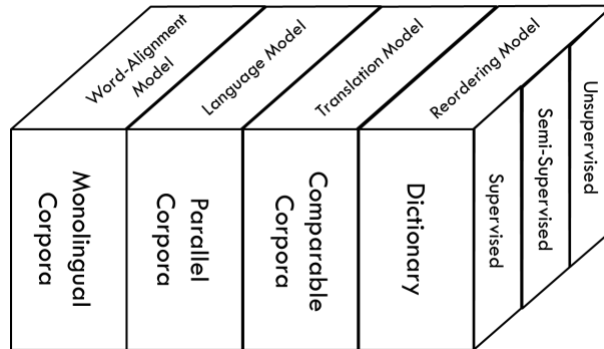 Word-Alignment
Model
Language Model
Translation Model
Reordering Model
Monolingual
Corpora
Parallel
Corpora
Comparable
Corpora
Dictionary
Supervised
Semi-Supervised
Unsupervised